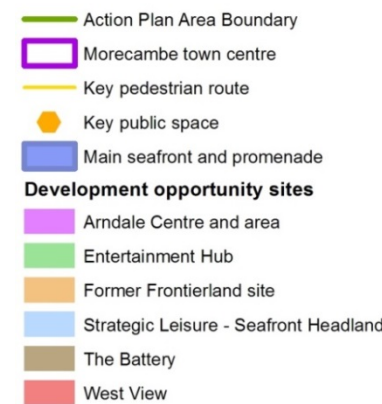 Action Plan Area Boundary
Morecambe town centre
Key pedestrian route
Key public space
Main seafront and promenade
Development opportunity sites
Arndale Centre and area
Entertainment Hub
Former Frontierland site
Strategic Leisure - Seafront Headland
The Battery
West View